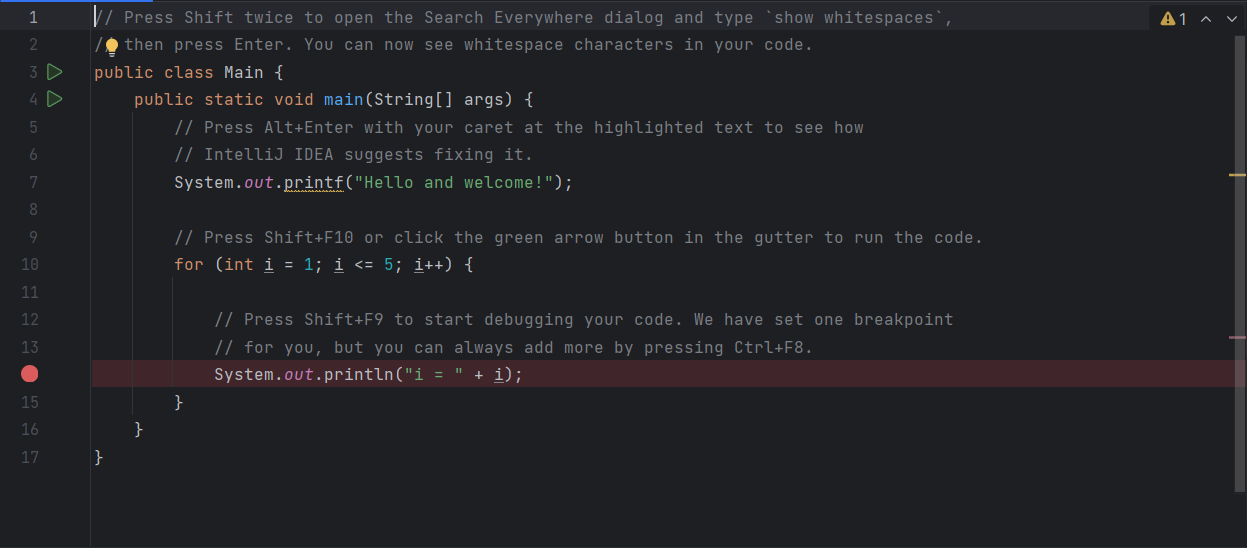 1 // Press Shift twice to open the Search Everywhere dialog and type `show whitespaces`, 1
2 // then press Enter. You can now see whitespace characters in your code.
3 public class Main {
4     public static void main(String[] args) {
5         // Press Alt+Enter with your caret at the highlighted text to see how
6         // IntelliJ IDEA suggests fixing it.
7         System.out.printf("Hello and welcome!");
8
9         // Press Shift+F10 or click the green arrow button in the gutter to run the code.
10         for (int i = 1; i <= 5; i++) {
11
12             // Press Shift+F9 to start debugging your code. We have set one breakpoint
13             // for you, but you can always add more by pressing Ctrl+F8.
            System.out.println("i = " + i);
15         }
16     }
17 }